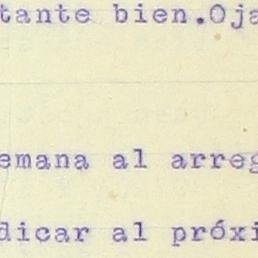 tante bien.Oja
emana al arreg
dicar al próxi